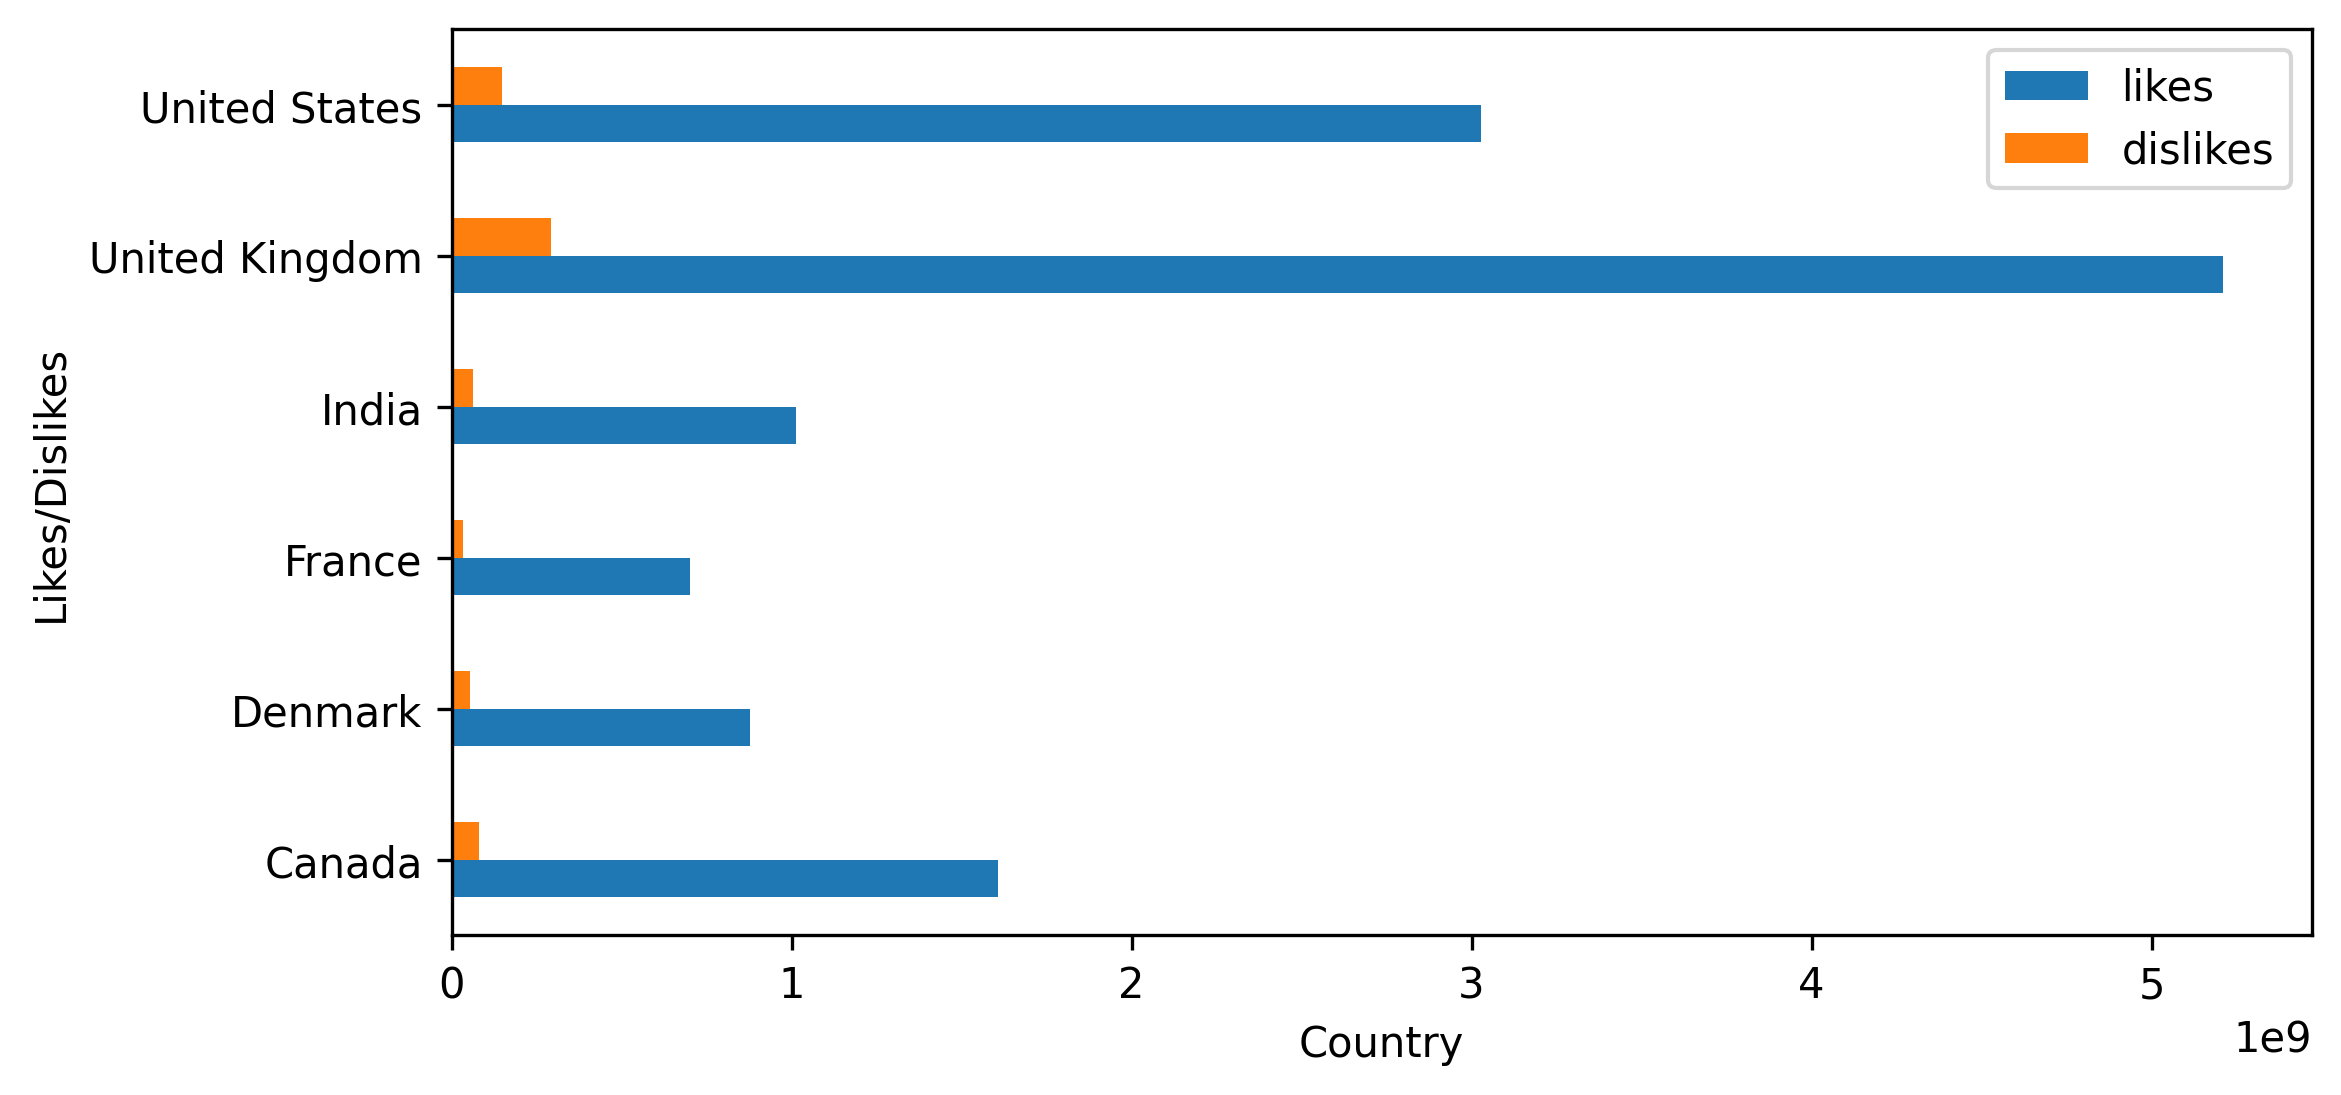 United States
United Kingdom
India
France
Denmark
Canada
Likes/Dislikes
likes
dislikes
0 1 2 3 4 5
Country
1e9